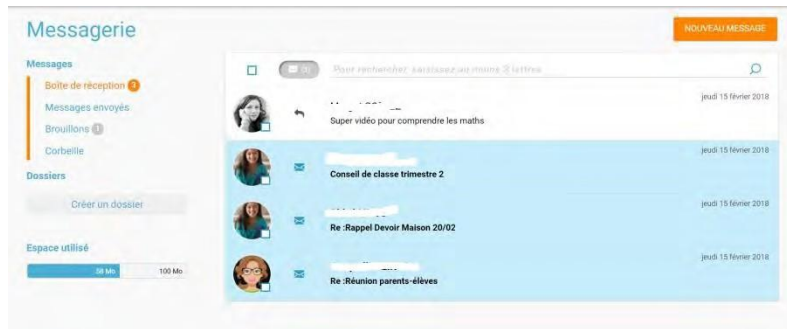 Messagerie
NOUVEAU MESSAGE
Messages
Boîte de réception 3
Messages envoyés
Brouillons 1
Corbeille
Dossiers
Créer un dossier
Espace utilisé
58 Mo 100 Mo
Pour rechercher, saisissez au moins 3 lettres
jeudi 15 février 2018
Super vidéo pour comprendre les maths
jeudi 15 février 2018
Conseil de classe trimestre 2
jeudi 15 février 2018
Re :Rappel Devoir Maison 20/02
jeudi 15 février 2018
Re :Réunion parents-élèves